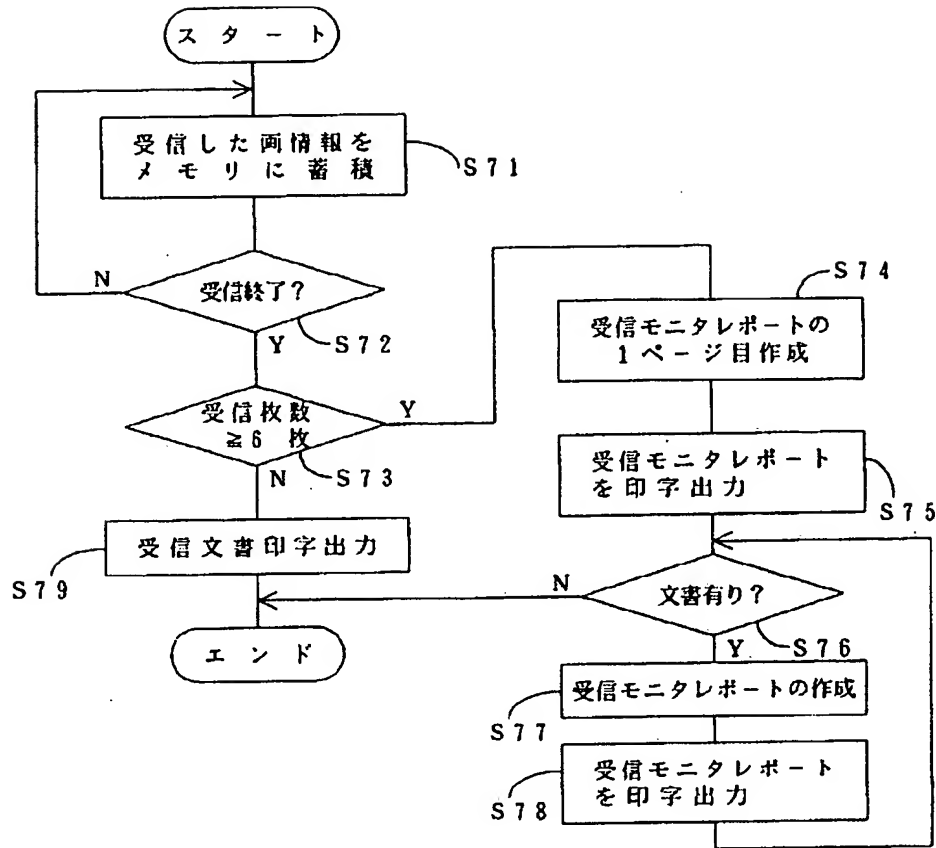 スタート
受信した画情報を
メモリに蓄積
S71
N
受信終了?
S72
Y
受信枚数
≧6 枚
Y
S73
N
受信文書印字出力
S79
エンド
S74
受信モニタレポートの
1ページ目作成
受信モニタレポート
を印字出力
S75
N
文書有り?
S76
Y
受信モニタレポートの作成
S77
受信モニタレポート
を印字出力
S78